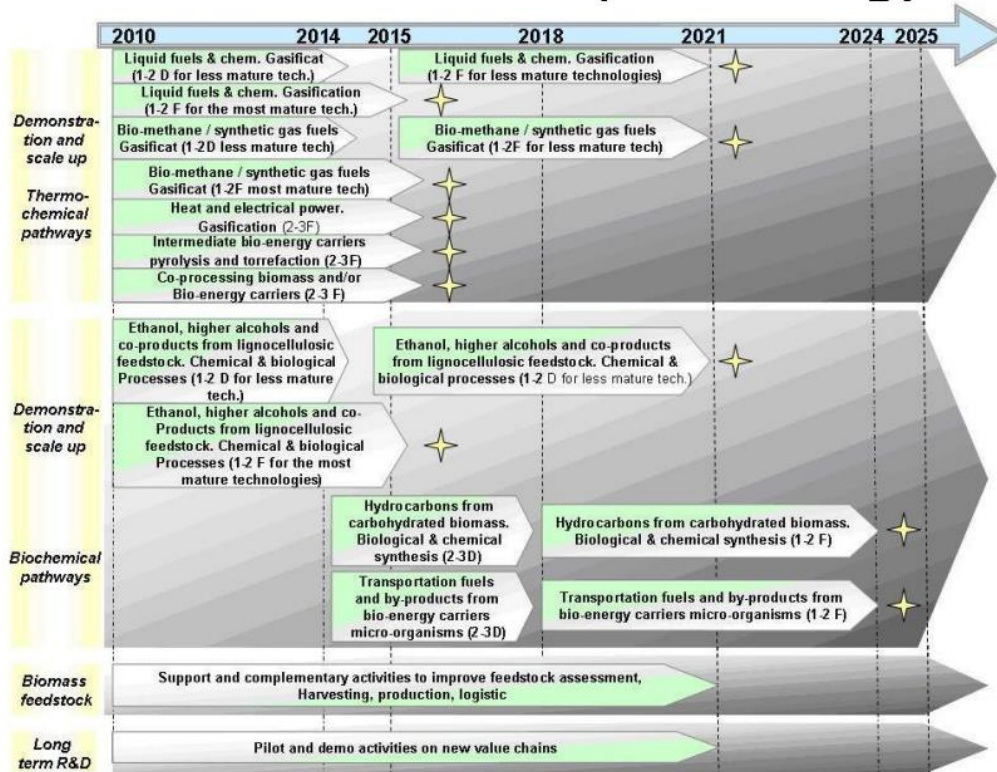 2010 2014 2015 2018 2021 2024 2025
Demonstra-
tion and
scale up
Thermo-
chemical
pathways
Liquid fuels & chem. Gasificat
(1-2 D for less mature tech.)
Liquid fuels & chem. Gasification
(1-2 F for less mature technologies)
Liquid fuels & chem. Gasification
(1-2 F for the most mature tech.)
Bio-methane / synthetic gas fuels
Gasificat (1-2D less mature tech)
Bio-methane / synthetic gas fuels
Gasificat (1-2F for less mature tech)
Bio-methane / synthetic gas fuels
Gasificat (1-2F most mature tech)
Heat and electrical power.
Gasification (2-3F)
Intermediate bio-energy carriers
pyrolysis and torrefaction (2-3F)
Co-processing biomass and/or
Bio-energy carriers (2-3 F)
Demonstra-
tion and
scale up
Biochemical
pathways
Ethanol, higher alcohols and
co-products from lignocellulosic
feedstock. Chemical & biological
Processes (1-2 D for less mature
tech.)
Ethanol, higher alcohols and co-products
from lignocellulosic feedstock. Chemical &
biological processes (1-2 D for less mature tech.)
Ethanol, higher alcohols and co-
Products from lignocellulosic
feedstock. Chemical & biological
Processes (1-2 F for the most
mature technologies)
Hydrocarbons from
carbohydrated biomass.
Biological & chemical
synthesis (2-3D)
Hydrocarbons from carbohydrated biomass.
Biological & chemical synthesis (1-2 F)
Transportation fuels
and by-products from
bio-energy carriers
micro-organisms (2-3D)
Transportation fuels and by-products from
bio-energy carriers micro-organisms (1-2 F)
Biomass
feedstock
Support and complementary activities to improve feedstock assessment,
Harvesting, production, logistic
Long
term R&D
Pilot and demo activities on new value chains